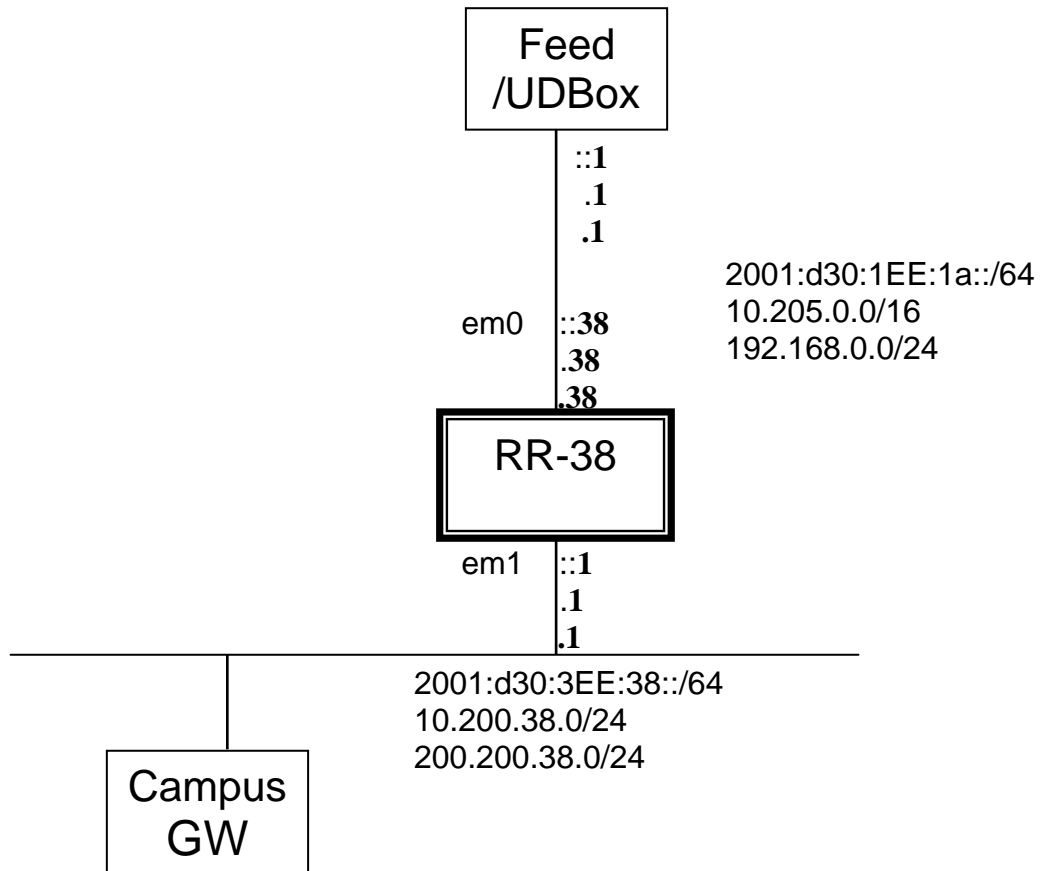 Feed
/UDBox
::1
.1
.1
2001:d30:1EE:1a::/64
10.205.0.0/16
192.168.0.0/24
em0
::38
.38
.38
RR-38
em1
::1
.1
.1
2001:d30:3EE:38::/64
10.200.38.0/24
200.200.38.0/24
Campus
GW